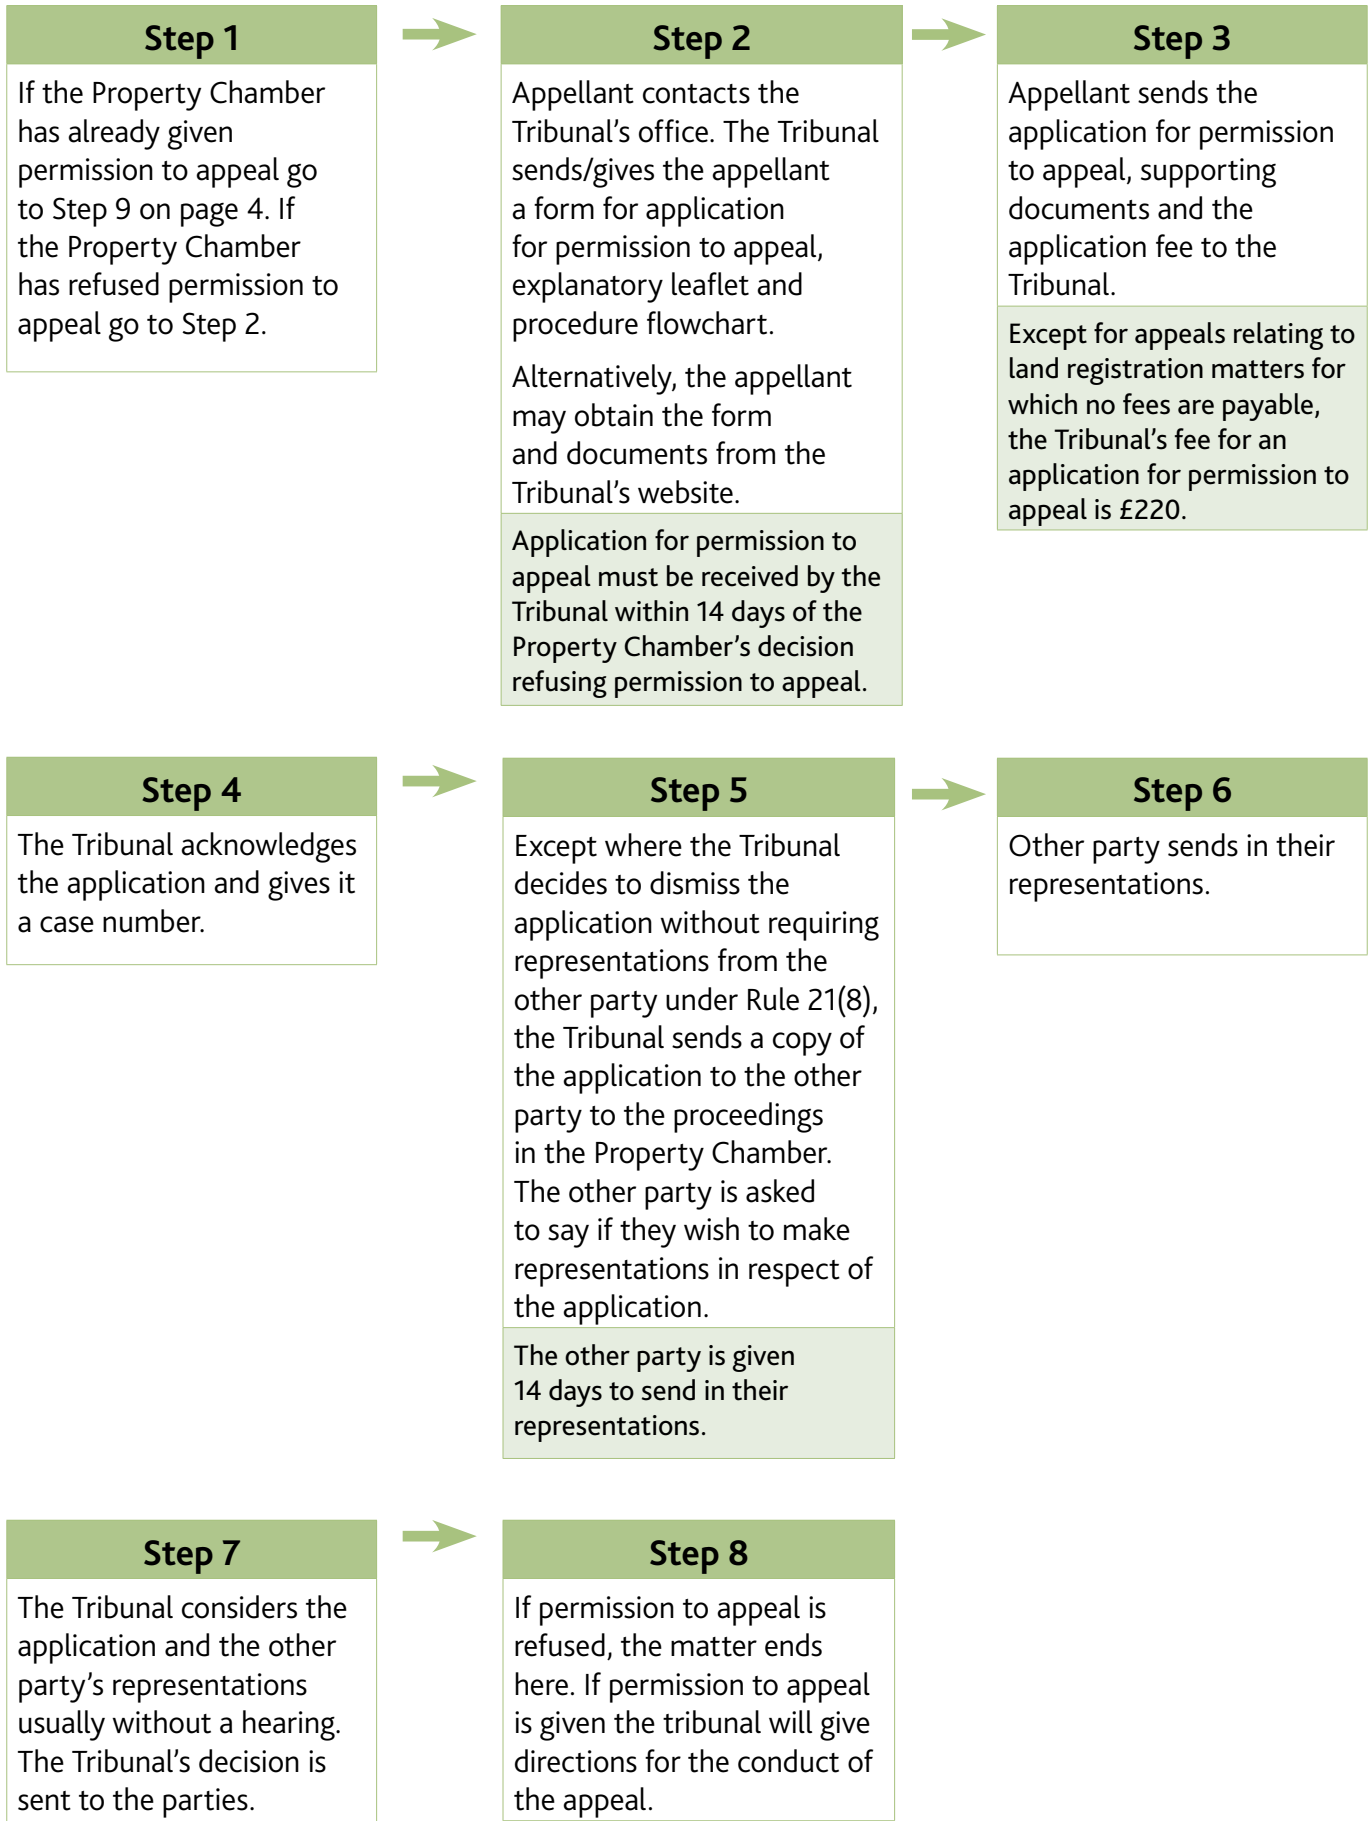 Step 1
If the Property Chamber
has already given
permission to appeal go
to Step 9 on page 4. If
the Property Chamber
has refused permission to
appeal go to Step 2.
Step 2
Appellant contacts the
Tribunal’s office. The Tribunal
sends/gives the appellant
a form for application
for permission to appeal,
explanatory leaflet and
procedure flowchart.
Alternatively, the appellant
may obtain the form
and documents from the
Tribunal’s website.
Application for permission to
appeal must be received by the
Tribunal within 14 days of the
Property Chamber’s decision
refusing permission to appeal.
Step 3
Appellant sends the
application for permission
to appeal, supporting
documents and the
application fee to the
Tribunal.
Except for appeals relating to
land registration matters for
which no fees are payable,
the Tribunal’s fee for an
application for permission to
appeal is £220.
Step 4
The Tribunal acknowledges
the application and gives it
a case number.
Step 5
Except where the Tribunal
decides to dismiss the
application without requiring
representations from the
other party under Rule 21(8),
the Tribunal sends a copy of
the application to the other
party to the proceedings
in the Property Chamber.
The other party is asked
to say if they wish to make
representations in respect of
the application.
The other party is given
14 days to send in their
representations.
Step 6
Other party sends in their
representations.
Step 7
The Tribunal considers the
application and the other
party’s representations
usually without a hearing.
The Tribunal’s decision is
sent to the parties.
Step 8
If permission to appeal is
refused, the matter ends
here. If permission to appeal
is given the tribunal will give
directions for the conduct of
the appeal.